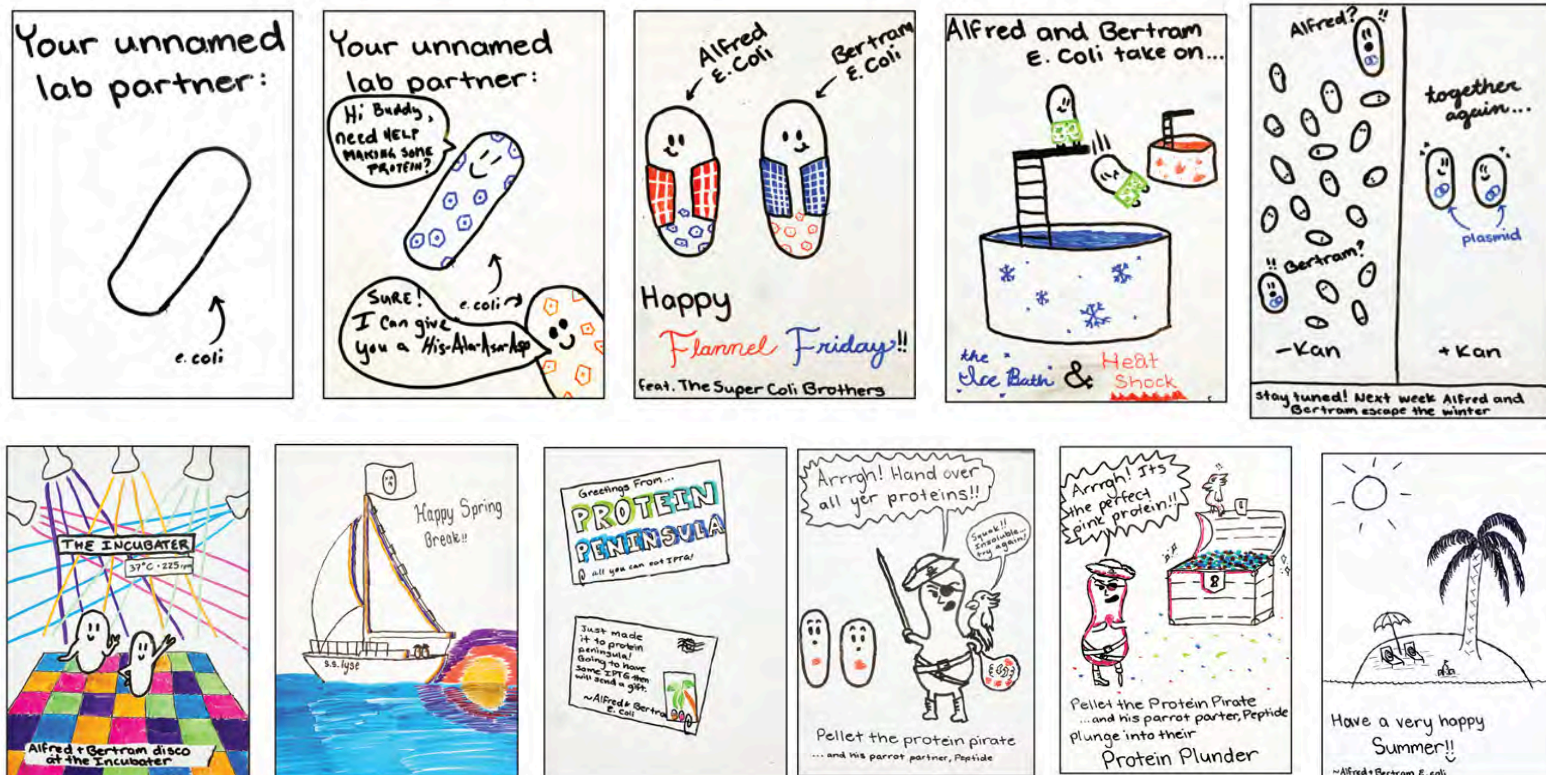 Your unnamed
lab partner:
e. coli
Your unnamed
lab partner:
Hi Buddy,
need HELP
MAKING SOME
PROTEIN?
e. coli
SURE!
I can give
you a His-Ala-Asn-Asp
Alfred
E. Coli
Bertram
E. Coli
Happy
Flannel Friday!!
feat. The Super Coli Brothers
Alfred and Bertram
E. Coli take on...
the Ice Bath & Heat Shock
Alfred?
!!
!!
Bertram?
-Kan
together
again...
plasmid
+Kan
stay tuned! Next week Alfred and
Bertram escape the winter
THE INCUBATER
37°C · 225 rpm
Alfred + Bertram disco
at the Incubater
Happy Spring
Break!!
s.s. lyse
Greetings From...
PROTEIN
PENINSULA
all you can eat IPTG!
Just made
it to protein
peninsula!
Going to have
some IPTG then
will send a gift.
~Alfred + Bertra
E. coli
Arrrgh! Hand over
all yer proteins!!
Squak!!
Insoluble...
try again!
Pellet the protein pirate
... and his parrot partner, Peptide
Arrrgh! Its
the perfect
pink protein!!
Pellet the Protein Pirate
...and his parrot parter, Peptide
plunge into their
Protein Plunder
Have a very happy
Summer!!
~Alfred + Bertram E. coli